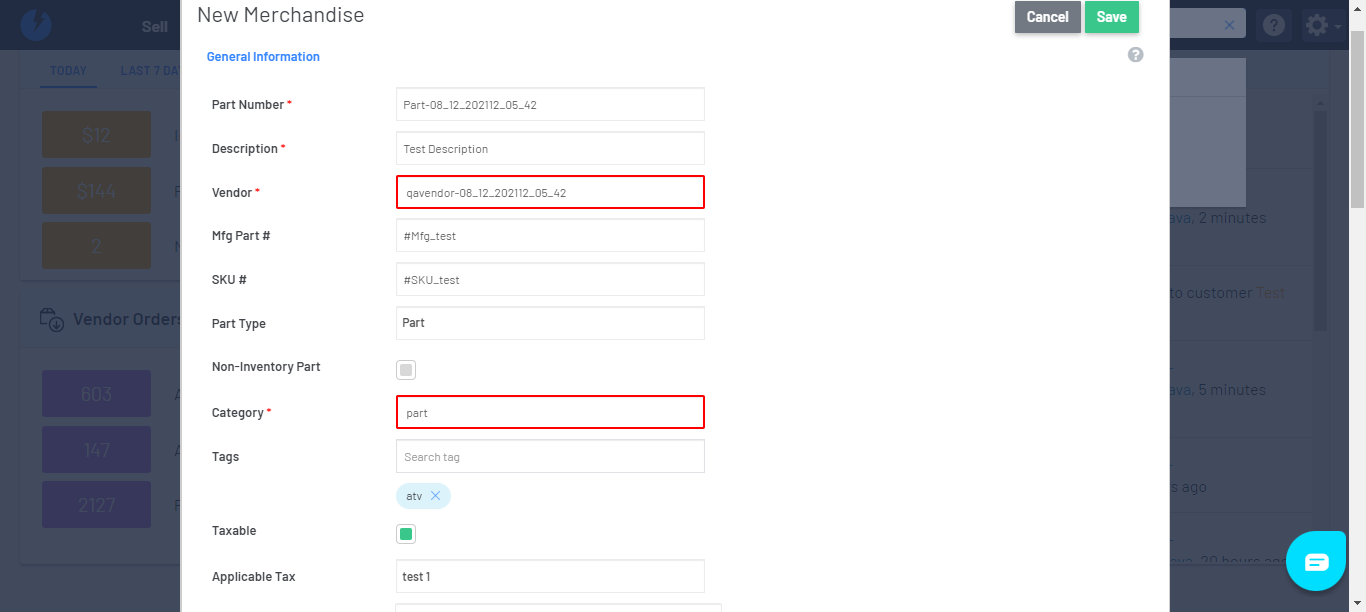 New Merchandise
Cancel
Save
Sell
General Information
TODAY
LAST 7 DA
Part Number *
Part-08_12_202112_05_42
$12
Description *
Test Description
$144
Vendor *
qavendor-08_12_202112_05_42
ava, 2 minutes
2
Mfg Part #
#Mfg_test
SKU #
#SKU_test
to customer Test
Vendor Orders
Part Type
Part
Non-Inventory Part
603
ava, 5 minutes
Category *
part
147
Tags
Search tag
s ago
2127
atv
Taxable
ava, 20 hours ago
Applicable Tax
test 1